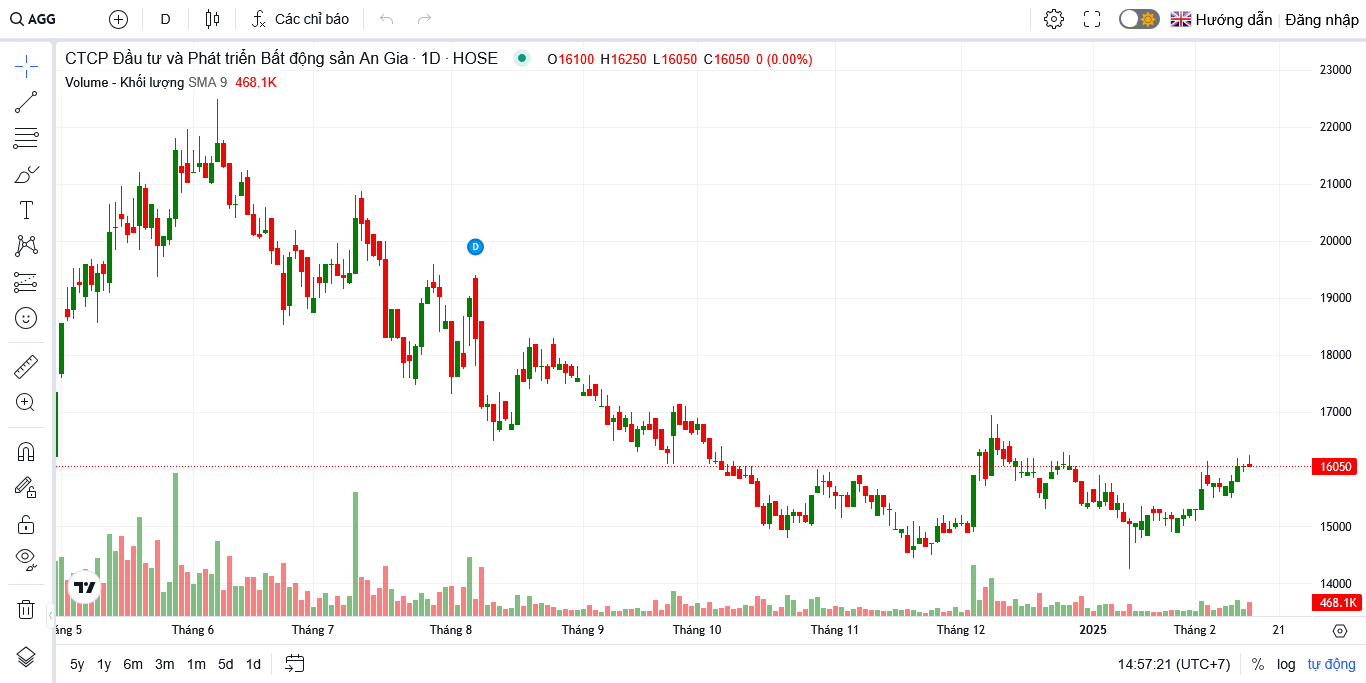 AGG D Các chỉ báo Hướng dẫn Đăng nhập
CTCP Đầu tư và Phát triển Bất động sản An Gia · 1D · HOSE O16100 H16250 L16050 C16050 0 (0.00%)
Volume - Khối lượng SMA 9 468.1K
23000
22000
21000
20000
D
19000
18000
17000
16050
15000
14000
468.1K
áng 5 Tháng 6 Tháng 7 Tháng 8 Tháng 9 Tháng 10 Tháng 11 Tháng 12 2025 Tháng 2 21
5y 1y 6m 3m 1m 5d 1d 14:57:21 (UTC+7) % log tự động